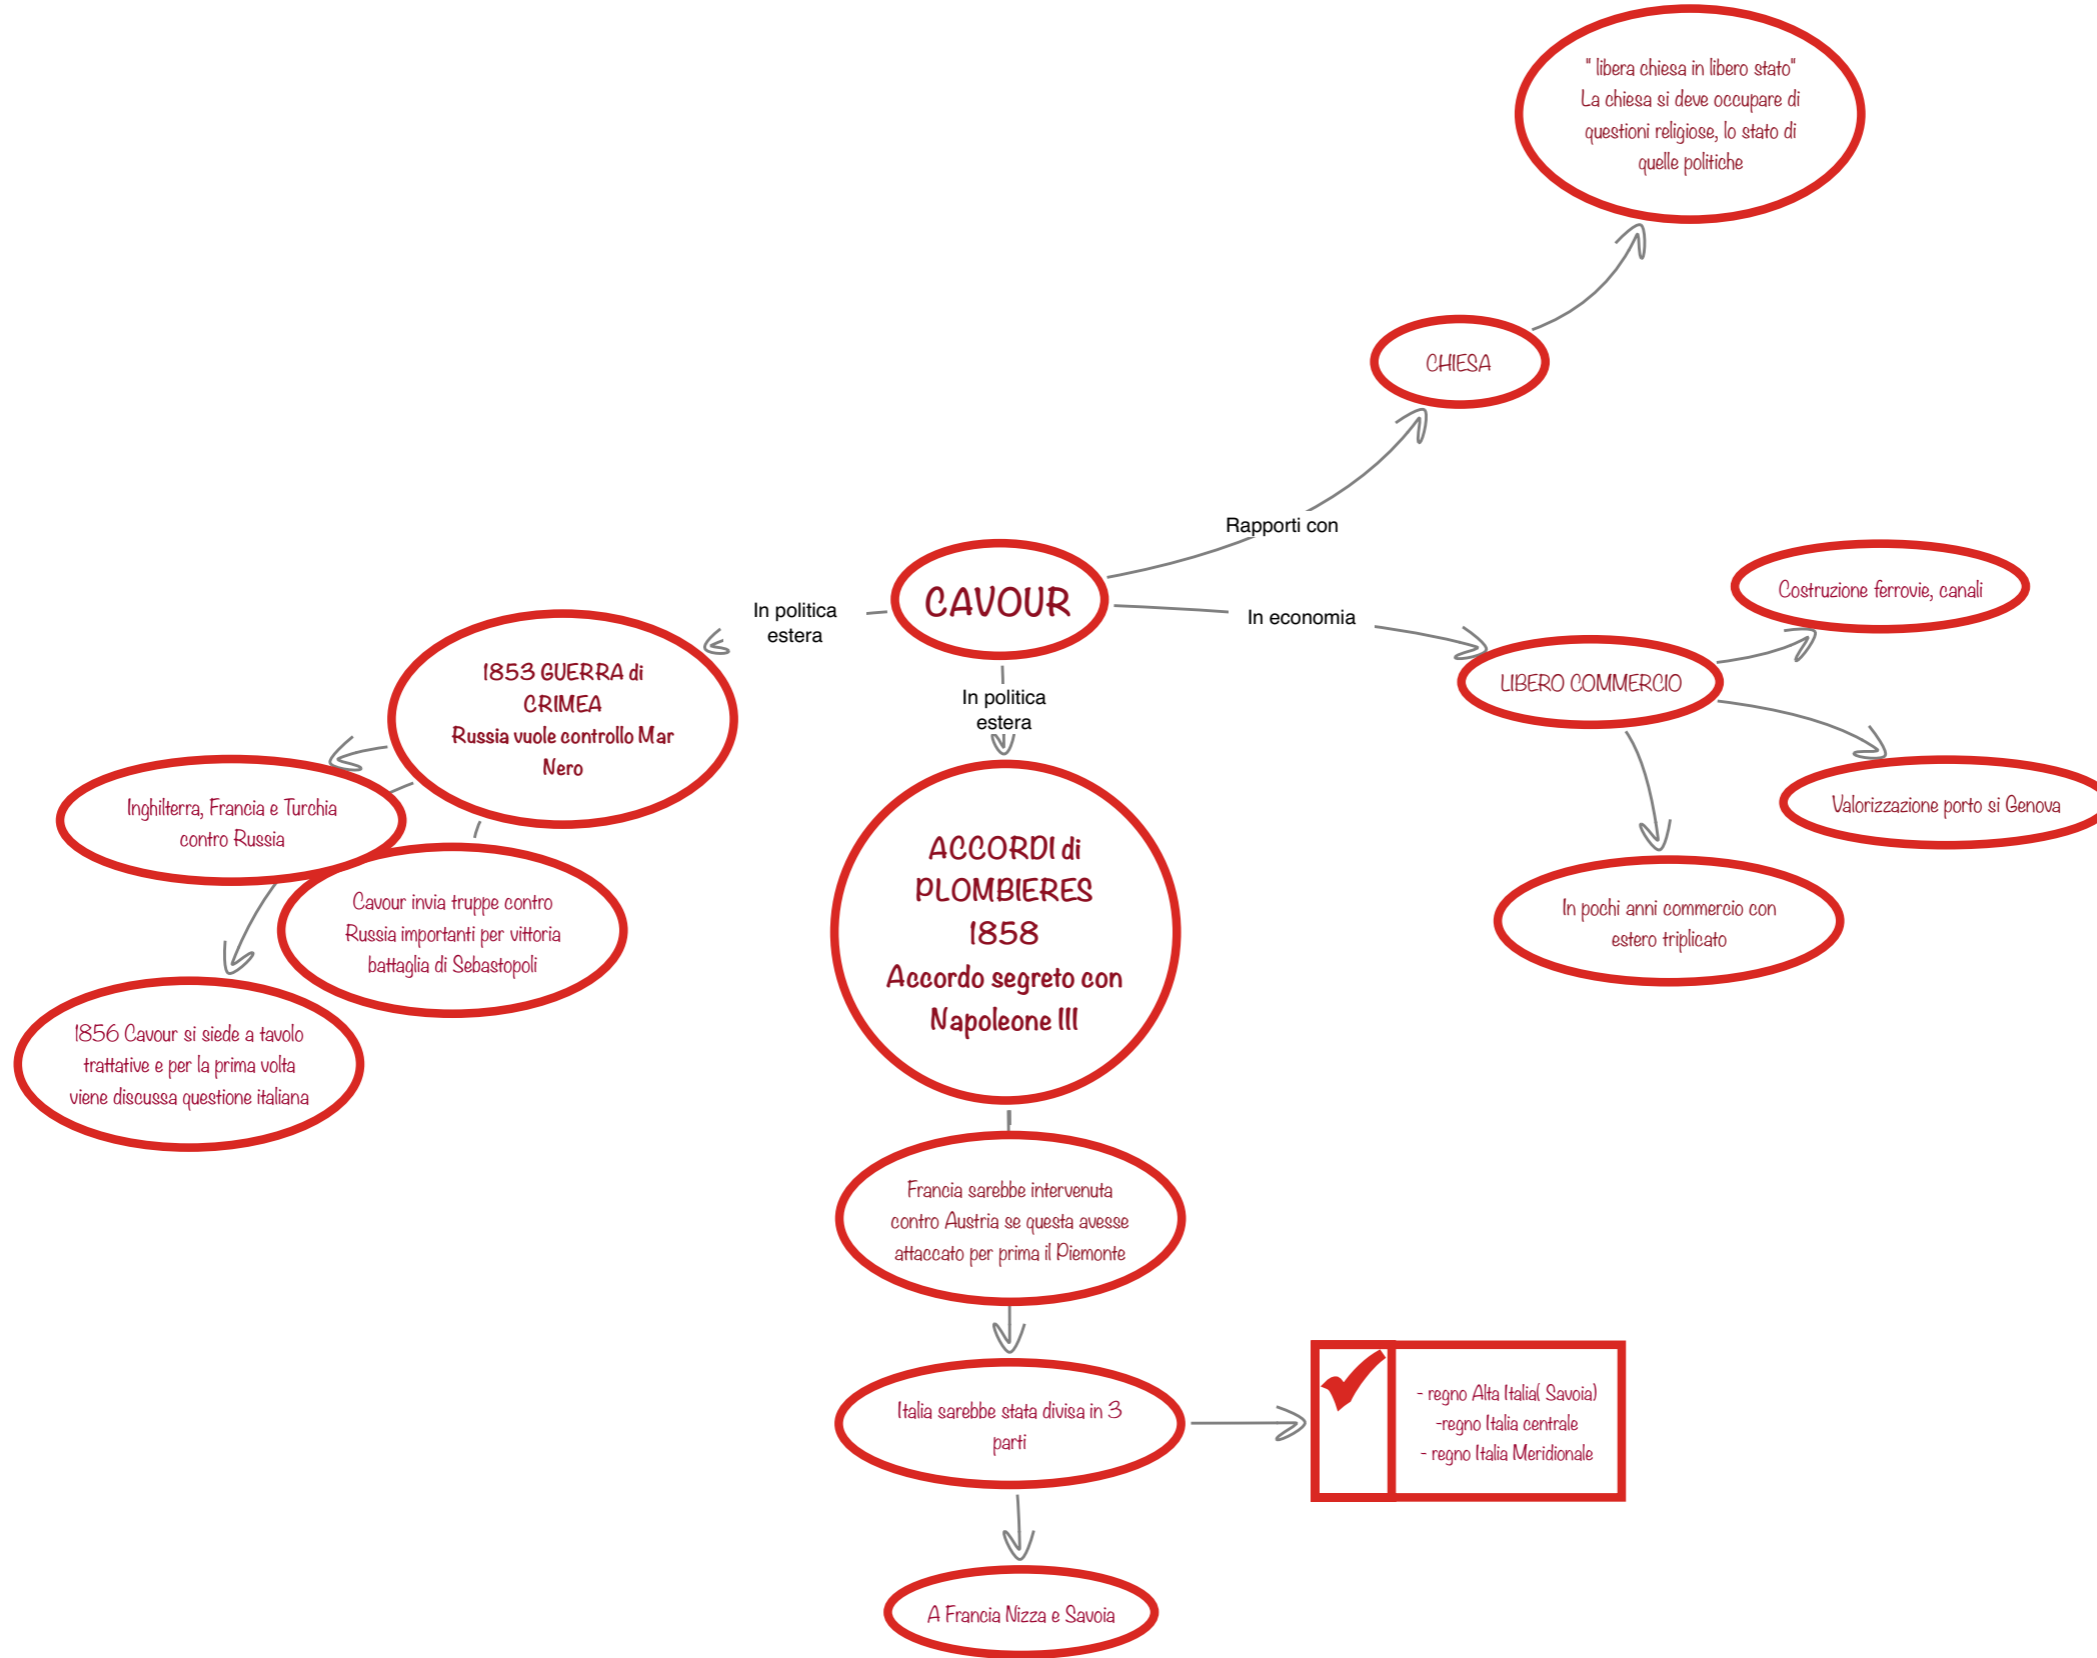 " libera chiesa in libero stato"
La chiesa si deve occupare di
questioni religiose, lo stato di
quelle politiche
CHIESA
Rapporti con
CAVOUR
In economia
Costruzione ferrovie, canali
LIBERO COMMERCIO
Valorizzazione porto si Genova
In pochi anni commercio con
estero triplicato
In politica
estera
1853 GUERRA di
CRIMEA
Russia vuole controllo Mar
Nero
Inghilterra, Francia e Turchia
contro Russia
Cavour invia truppe contro
Russia importanti per vittoria
battaglia di Sebastopoli
1856 Cavour si siede a tavolo
trattative e per la prima volta
viene discussa questione italiana
In politica
estera
ACCORDI di
PLOMBIERES
1858
Accordo segreto con
Napoleone III
Francia sarebbe intervenuta
contro Austria se questa avesse
attaccato per prima il Piemonte
Italia sarebbe stata divisa in 3
parti
- regno Alta Italia( Savoia)
-regno Italia centrale
- regno Italia Meridionale
A Francia Nizza e Savoia